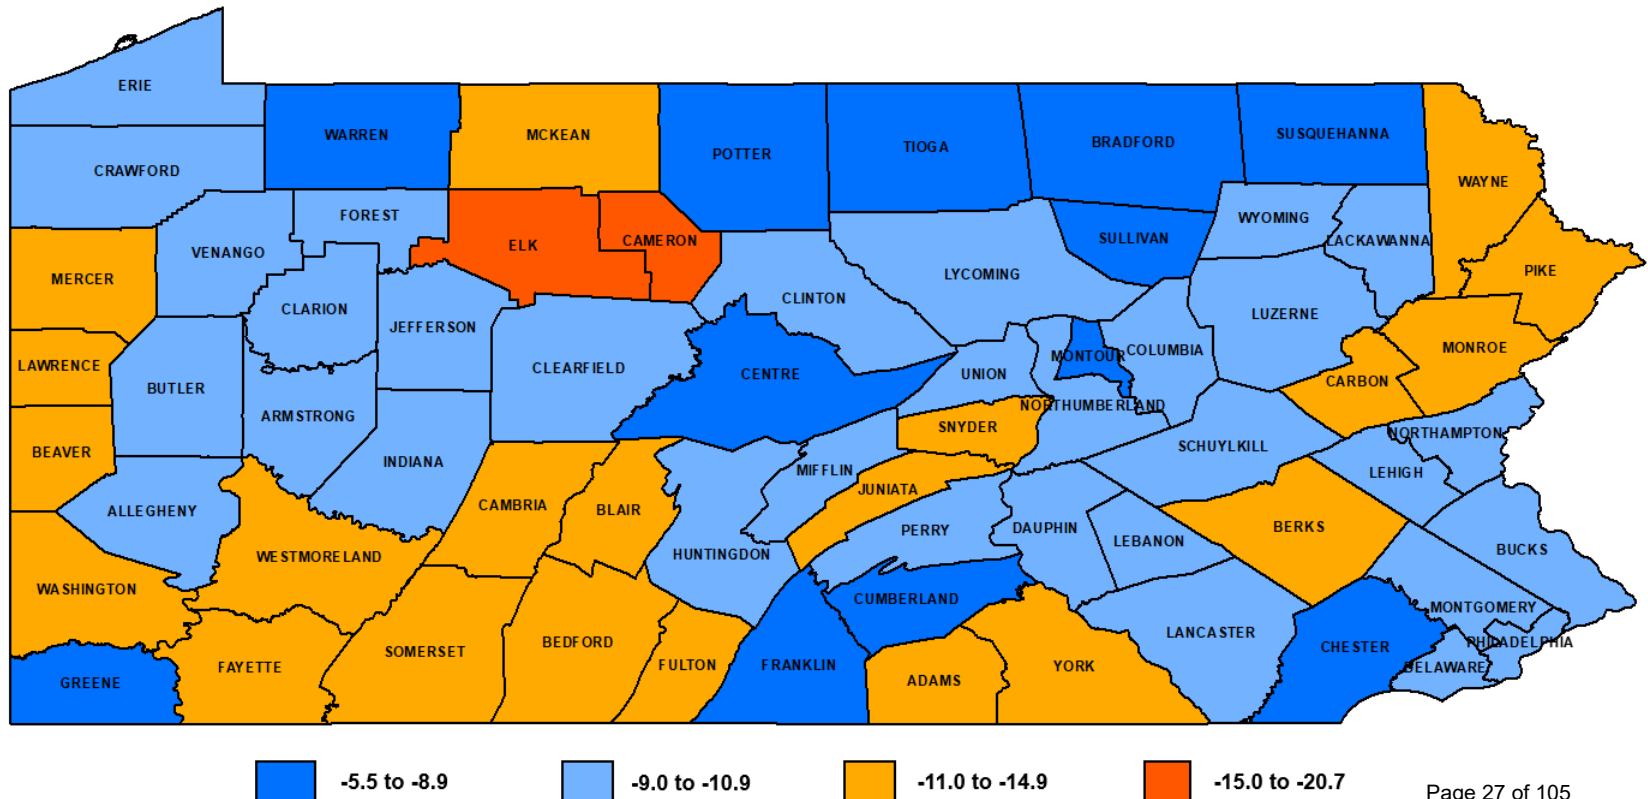 ERIE
WARREN
MCKEAN
POTTER
TIOGA
BRADFORD
SUSQUEHANNA
CRAWFORD
WAYNE
FOREST
VENANGO
ELK
CAMERON
SULLIVAN
WYOMING
LACKAWANNA
MERCER
LYCOMING
PIKE
CLARION
CLINTON
LUZERNE
JEFFERSON
LAWRENCE
BUTLER
CLEARFIELD
CENTRE
UNION
MONTOUR
COLUMBIA
MONROE
CARBON
ARMSTRONG
NORTHUMBERLAND
SNYDER
BEAVER
INDIANA
MIFFLIN
SCHUYLKILL
NORTHAMPTON
LEHIGH
JUNIATA
ALLEGHENY
CAMBRIA
BLAIR
PERRY
DAUPHIN
LEBANON
BERKS
WESTMORELAND
HUNTINGDON
BUCKS
WASHINGTON
CUMBERLAND
MONTGOMERY
LANCASTER
CHESTER
PHILADELPHIA
DELAWARE
GREENE
FAYETTE
SOMERSET
BEDFORD
FULTON
FRANKLIN
ADAMS
YORK
-5.5 to -8.9
-9.0 to -10.9
-11.0 to -14.9
-15.0 to -20.7
Page 27 of 105